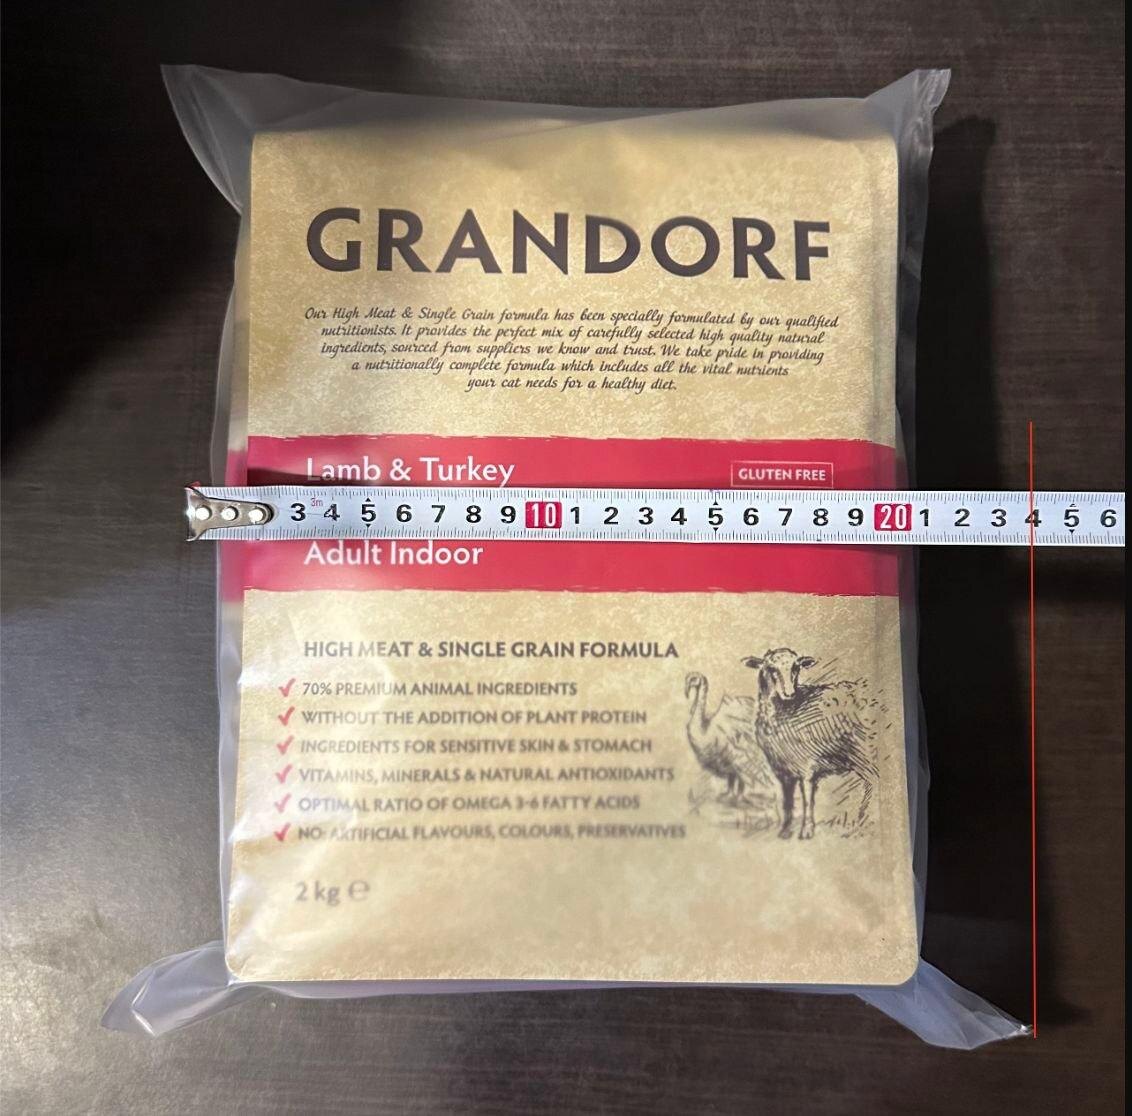 GRANDORF
Our High Meat & Single Grain formula has been specially formulated by our qualified
nutritionists. It provides the perfect mix of carefully selected high quality natural
ingredients, sourced from suppliers we know and trust. We take pride in providing
a nutritionally complete formula which includes all the vital nutrients
your cat needs for a healthy diet.
Lamb & Turkey
GLUTEN FREE
3m
3 4 5 6 7 8 9 10 1 2 3 4 5 6 7 8 9 20 1 2 3 4 5 6
Adult Indoor
HIGH MEAT & SINGLE GRAIN FORMULA
✓ 70% PREMIUM ANIMAL INGREDIENTS
✓ WITHOUT THE ADDITION OF PLANT PROTEIN
✓ INGREDIENTS FOR SENSITIVE SKIN & STOMACH
✓ VITAMINS, MINERALS & NATURAL ANTIOXIDANTS
✓ OPTIMAL RATIO OF OMEGA 3-6 FATTY ACIDS
✓ NO: ARTIFICIAL FLAVOURS, COLOURS, PRESERVATIVES
2 kg ℮